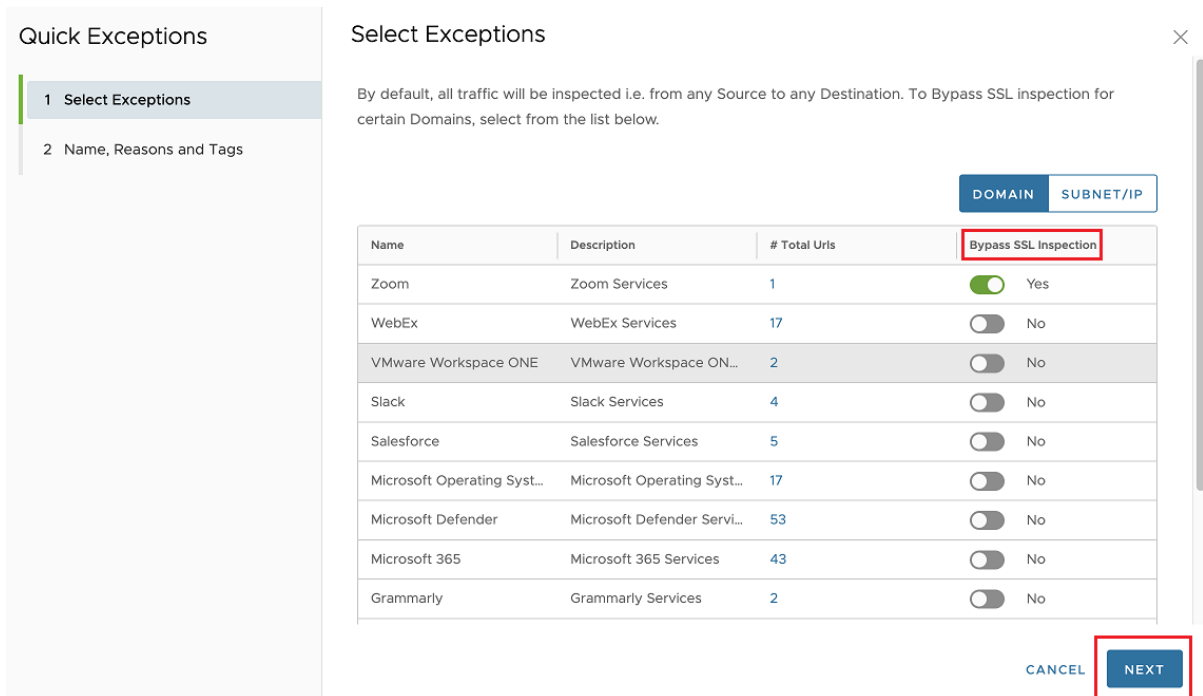 Quick Exceptions
1 Select Exceptions
2 Name, Reasons and Tags
Select Exceptions
By default, all traffic will be inspected i.e. from any Source to any Destination. To Bypass SSL inspection for
certain Domains, select from the list below.
DOMAIN SUBNET/IP
Name Description # Total Urls Bypass SSL Inspection
Zoom Zoom Services 1 Yes
WebEx WebEx Services 17 No
VMware Workspace ONE VMware Workspace ON... 2 No
Slack Slack Services 4 No
Salesforce Salesforce Services 5 No
Microsoft Operating Syst... Microsoft Operating Syst... 17 No
Microsoft Defender Microsoft Defender Servi... 53 No
Microsoft 365 Microsoft 365 Services 43 No
Grammarly Grammarly Services 2 No
CANCEL NEXT